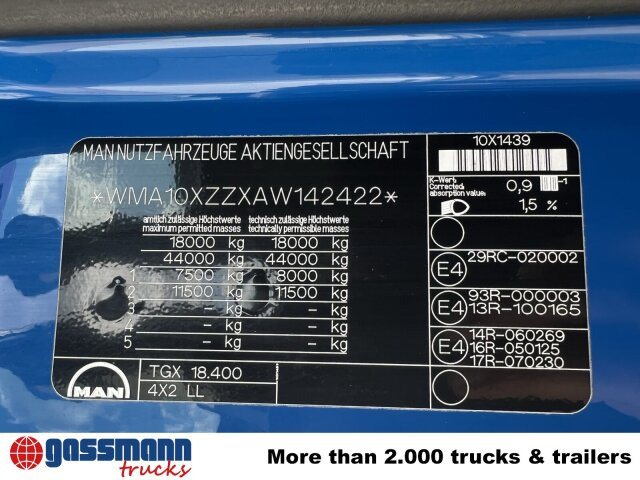 MAN NUTZFAHRZEUGE AKTIENGESELLSCHAFT
*WMA10XZZXAW142422*
amtlich zulässige Höchstwerte technisch zulässige Höchstwerte
maximum permitted masses technically permissible masses
18000 kg 18000 kg
44000 kg 44000 kg
1 7500 kg 8000 kg
2 11500 kg 11500 kg
3 - kg - kg
4 - kg - kg
5 - kg - kg
MAN
TGX 18.400
4X2 LL
10X1439
K-Wert:
Corrected
absorption value:
0,9 m-1
1,5 %
E4 29RC-020002
E4 93R-000003
13R-100165
E4 14R-060269
16R-050125
17R-070230
gassmann
trucks
More than 2.000 trucks & trailers